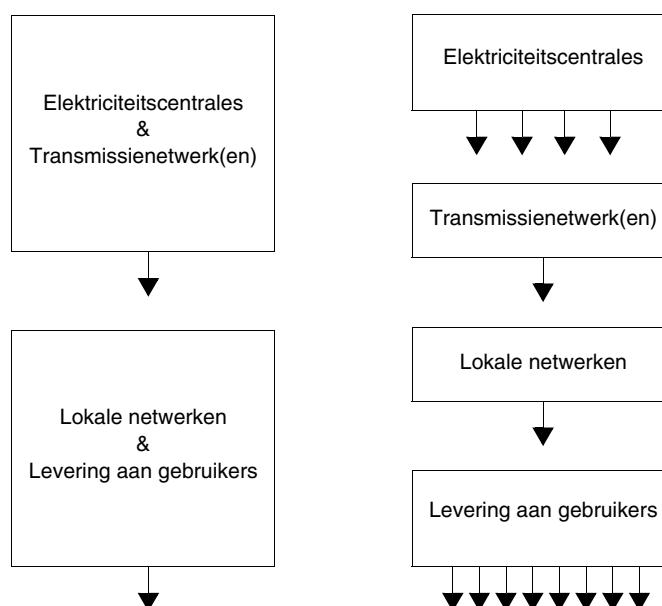 Elektriciteitscentrales
&
Transmissienetwerk(en)
Lokale netwerken
&
Levering aan gebruikers
Elektriciteitscentrales
Transmissienetwerk(en)
Lokale netwerken
Levering aan gebruikers